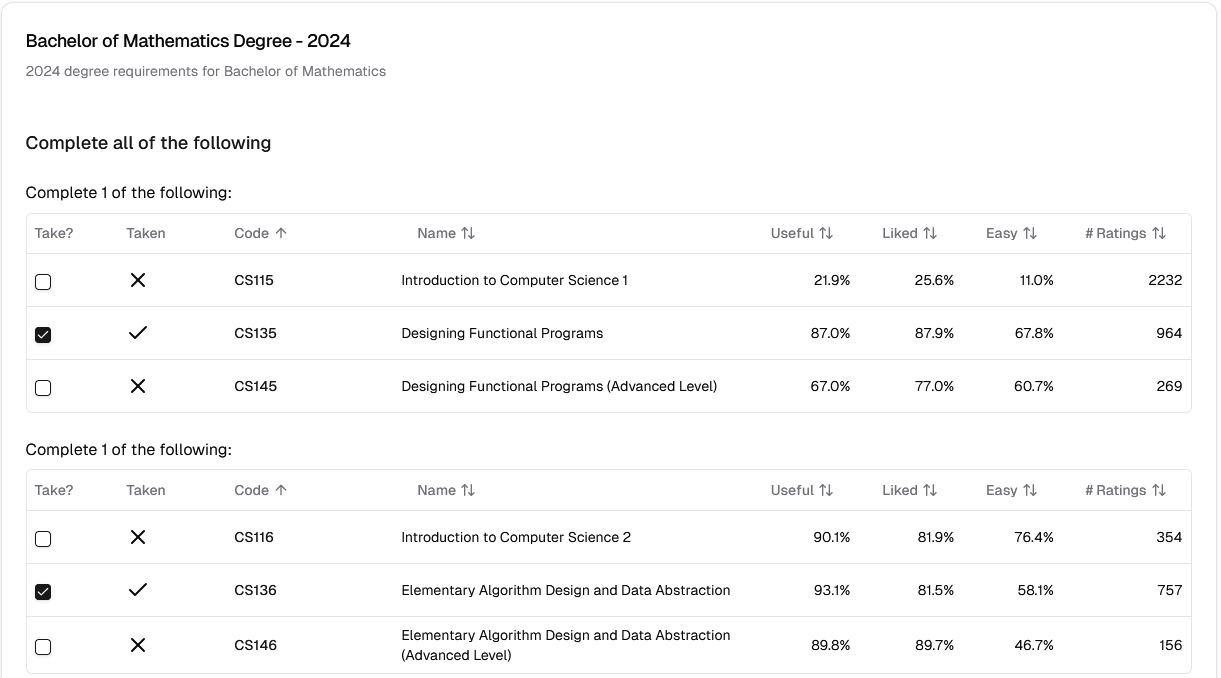 Bachelor of Mathematics Degree - 2024
2024 degree requirements for Bachelor of Mathematics
Complete all of the following
Complete 1 of the following:
Take? Taken Code ↑ Name ↑↓ Useful ↑↓ Liked ↑↓ Easy ↑↓ # Ratings ↑↓
CS115 Introduction to Computer Science 1 21.9% 25.6% 11.0% 2232
CS135 Designing Functional Programs 87.0% 87.9% 67.8% 964
CS145 Designing Functional Programs (Advanced Level) 67.0% 77.0% 60.7% 269
Complete 1 of the following:
Take? Taken Code ↑ Name ↑↓ Useful ↑↓ Liked ↑↓ Easy ↑↓ # Ratings ↑↓
CS116 Introduction to Computer Science 2 90.1% 81.9% 76.4% 354
CS136 Elementary Algorithm Design and Data Abstraction 93.1% 81.5% 58.1% 757
CS146 Elementary Algorithm Design and Data Abstraction 89.8% 89.7% 46.7% 156
(Advanced Level)